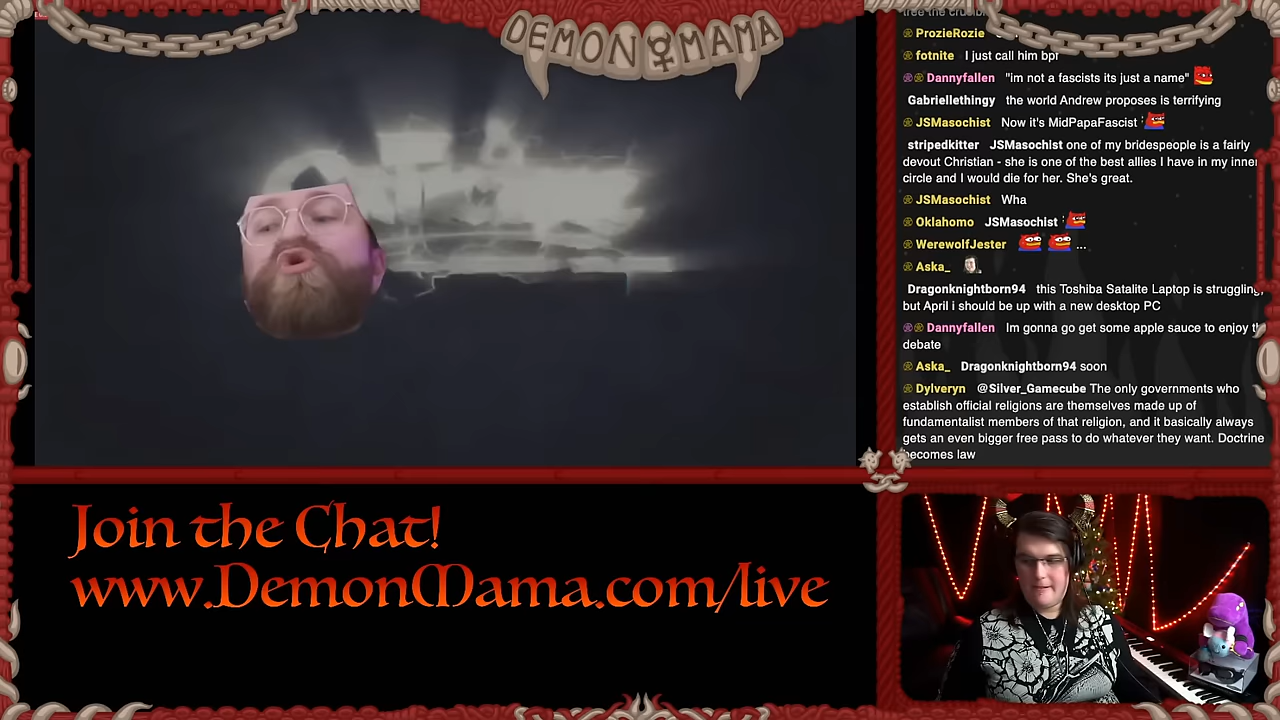 DEMON MAMA
free the crucib
ProzieRozie
fotnite I just call him bpr
Dannyfallen "im not a fascists its just a name"
Gabriellethingy the world Andrew proposes is terrifying
JSMasochist Now it's MidPapaFascist
stripedkitter JSMasochist one of my bridespeople is a fairly
devout Christian - she is one of the best allies I have in my inner
circle and I would die for her. She's great.
JSMasochist Wha
Oklahomo JSMasochist
WerewolfJester ...
Aska_
Dragonknightborn94 this Toshiba Satalite Laptop is struggling,
but April i should be up with a new desktop PC
Dannyfallen Im gonna go get some apple sauce to enjoy th
debate
Aska_ Dragonknightborn94 soon
Dylveryn @Silver_Gamecube The only governments who
establish official religions are themselves made up of
fundamentalist members of that religion, and it basically always
gets an even bigger free pass to do whatever they want. Doctrine
becomes law
Join the Chat!
www.DemonMama.com/live